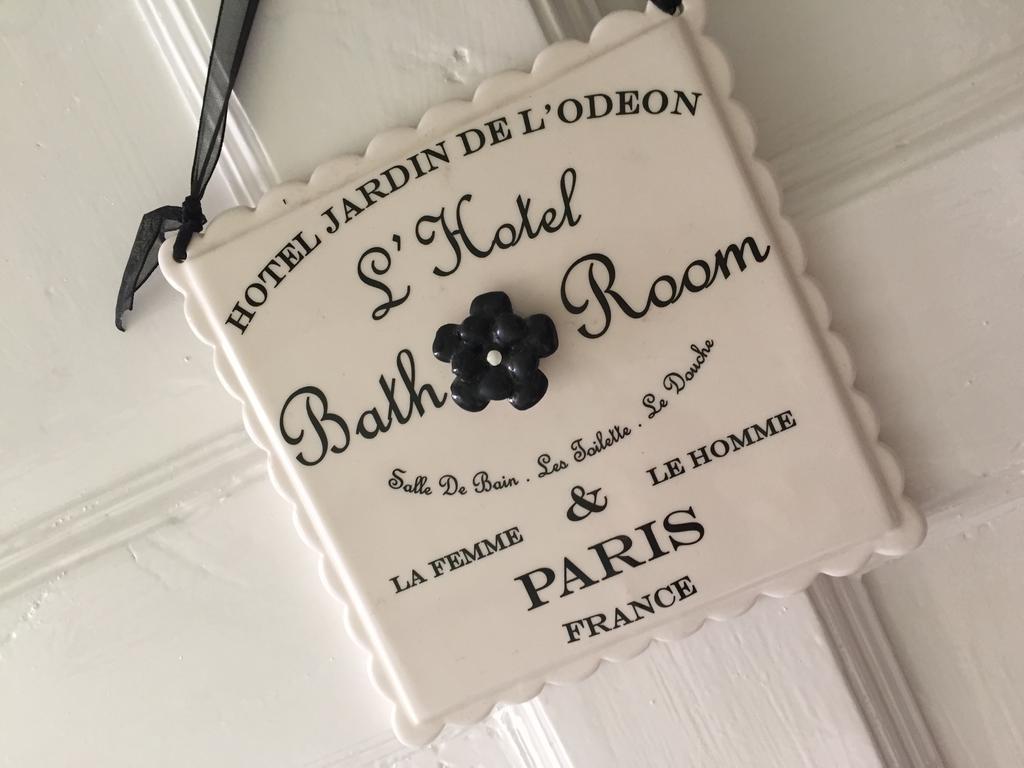 HOTEL JARDIN DE L'ODEON
L'Hotel
Bath Room
Salle De Bain . Les Toilette . Le Douche
LA FEMME & LE HOMME
PARIS
FRANCE